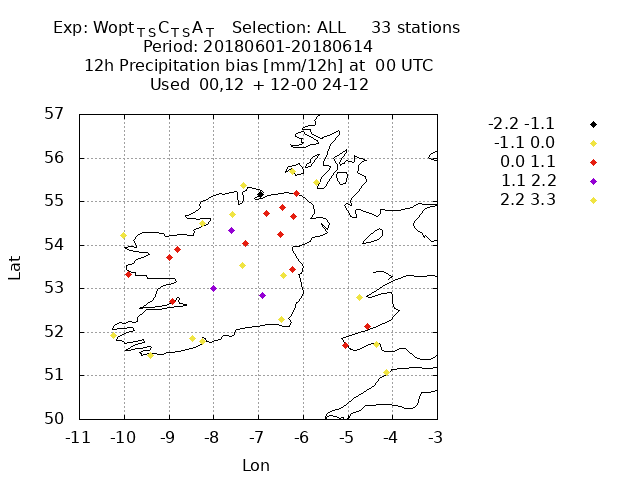 Exp: WoptTSCTSAT   Selection: ALL     33 stations
Period: 20180601-20180614
12h Precipitation bias [mm/12h] at  00 UTC
Used 00,12  + 12-00 24-12
-2.2 -1.1
-1.1 0.0
0.0 1.1
1.1 2.2
2.2 3.3
57
56
55
54
53
52
51
50
Lat
-11 -10 -9 -8 -7 -6 -5 -4 -3
Lon